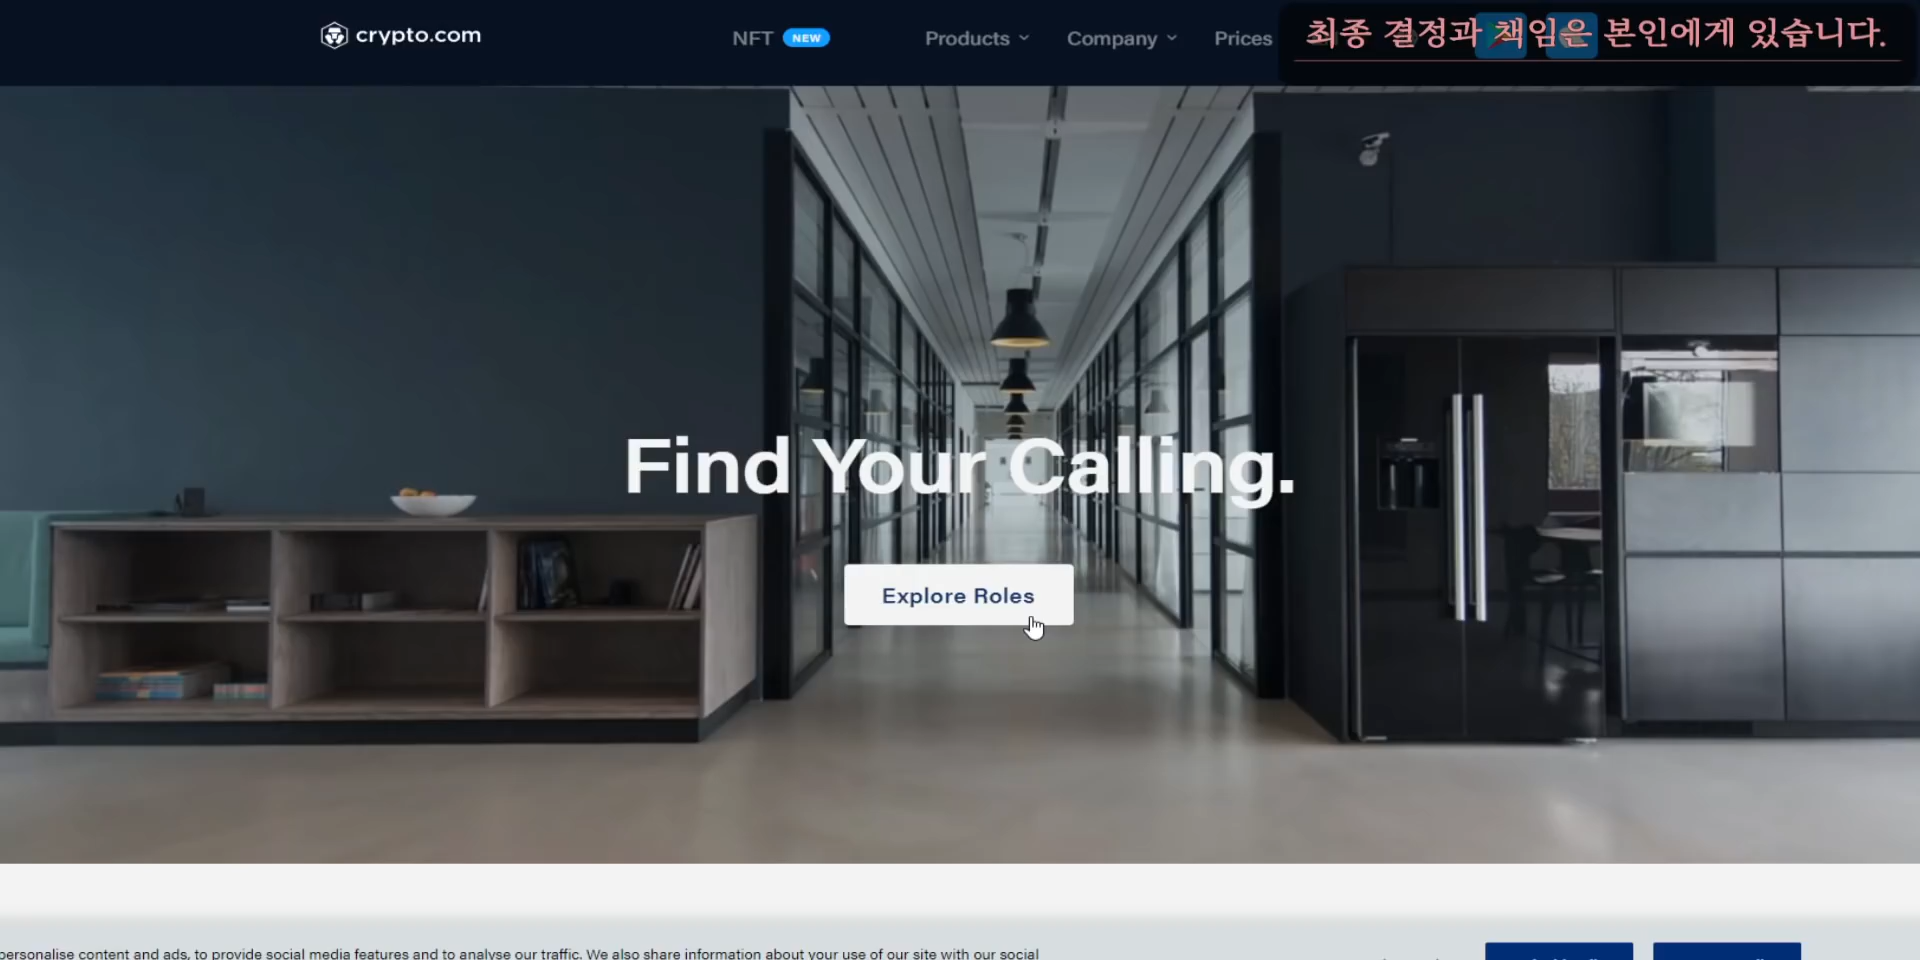 crypto.com
NFT NEW Products Company Prices
최종 결정과 책임은 본인에게 있습니다.
Find Your Calling.
Explore Roles
personalise content and ads, to provide social media features and to analyse our traffic. We also share information about your use of our site with our social